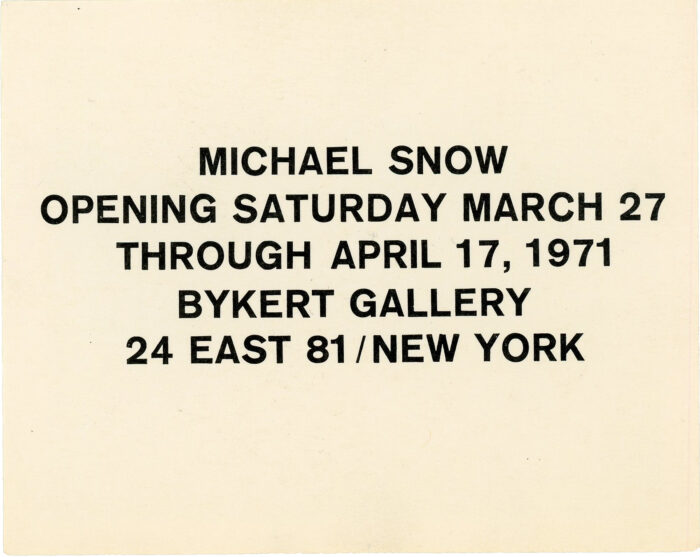 MICHAEL SNOW
OPENING SATURDAY MARCH 27
THROUGH APRIL 17, 1971
BYKERT GALLERY
24 EAST 81/NEW YORK